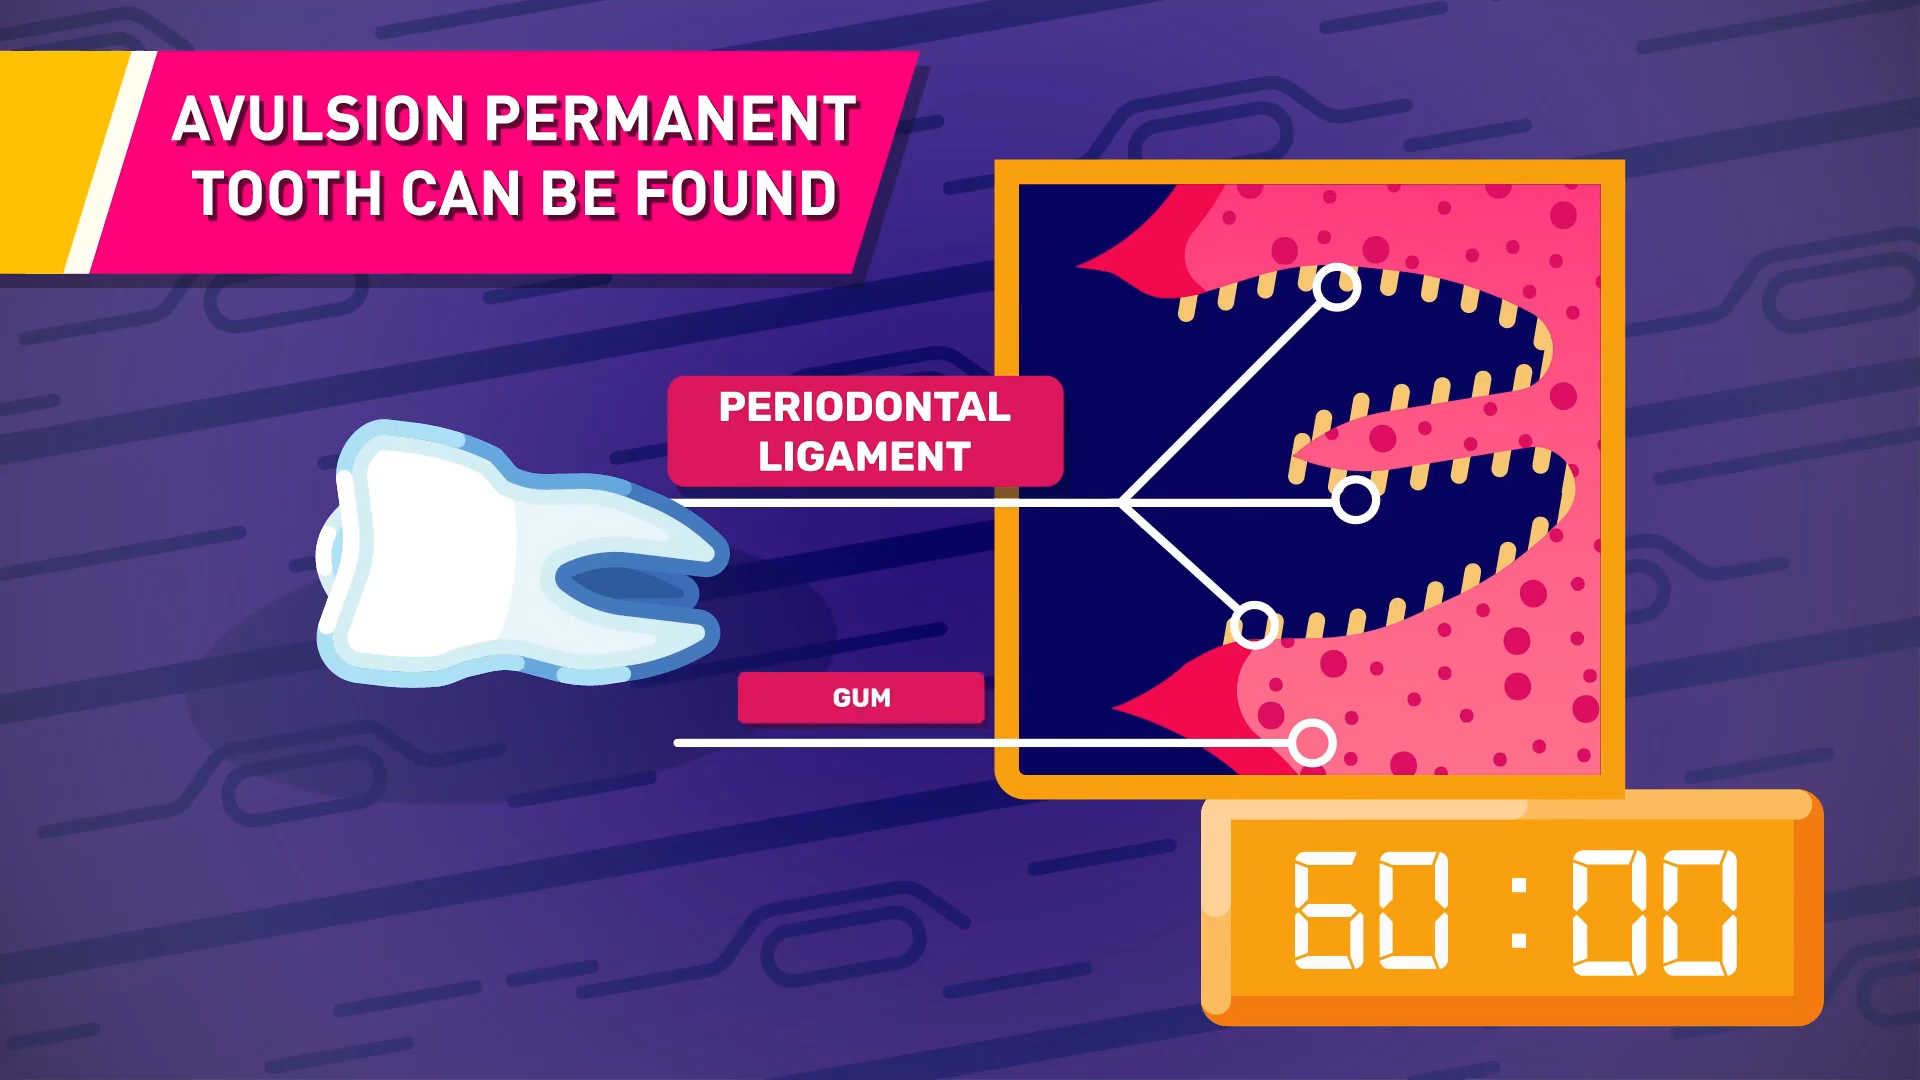 AVULSION PERMANENT
TOOTH CAN BE FOUND
PERIODONTAL
LIGAMENT
GUM
60:00